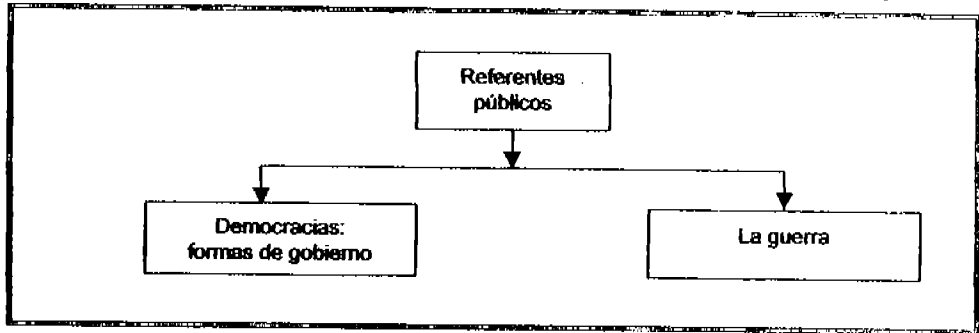 Referentes
públicos
Democracias:
formas de gobierno
La guerra